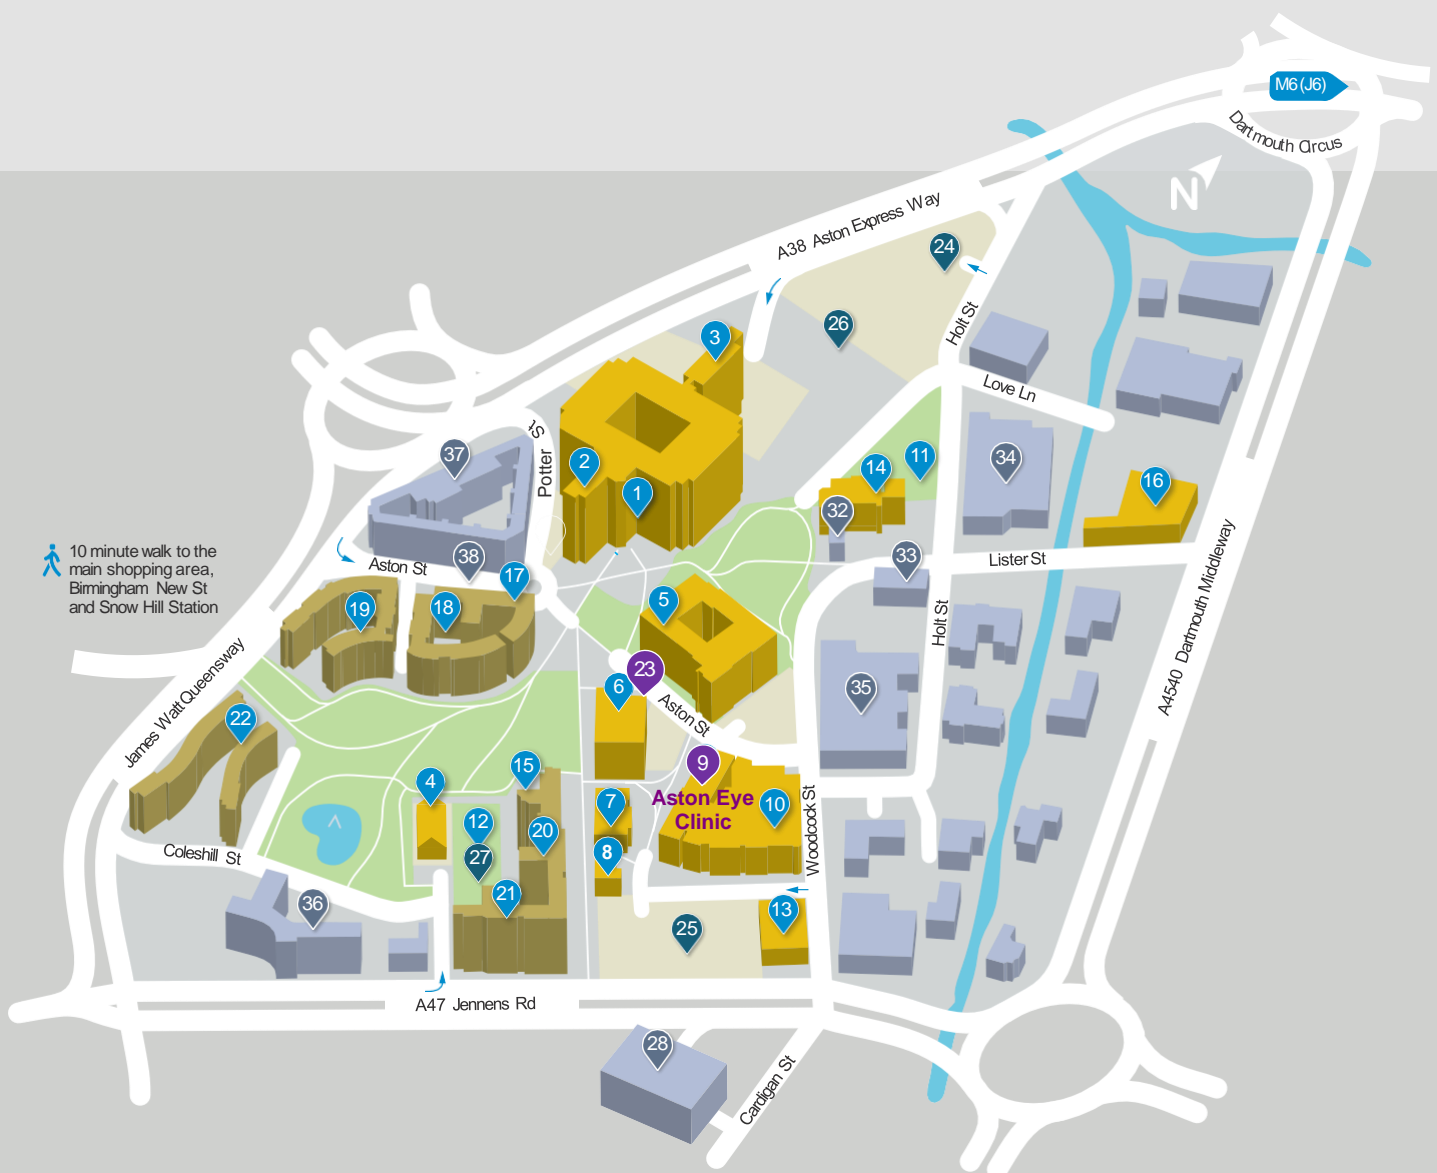 M6 (J6)
Dartmouth Circus
N
A38 Aston Express Way
24
26
Holt St
3
Love Ln
Potter St
37
2
1
14
11
34
16
32
33
Lister St
10 minute walk to the
main shopping area,
Birmingham New St
and Snow Hill Station
38
Aston St
17
19
18
5
Holt St
A4540 Dartmouth Middleway
23
6
35
Aston St
James Watt Queensway
22
4
15
9
Aston Eye
Clinic
7
10
12
20
27
8
Woodcock St
Coleshill St
21
36
13
25
A47 Jennens Rd
28
Cardigan St